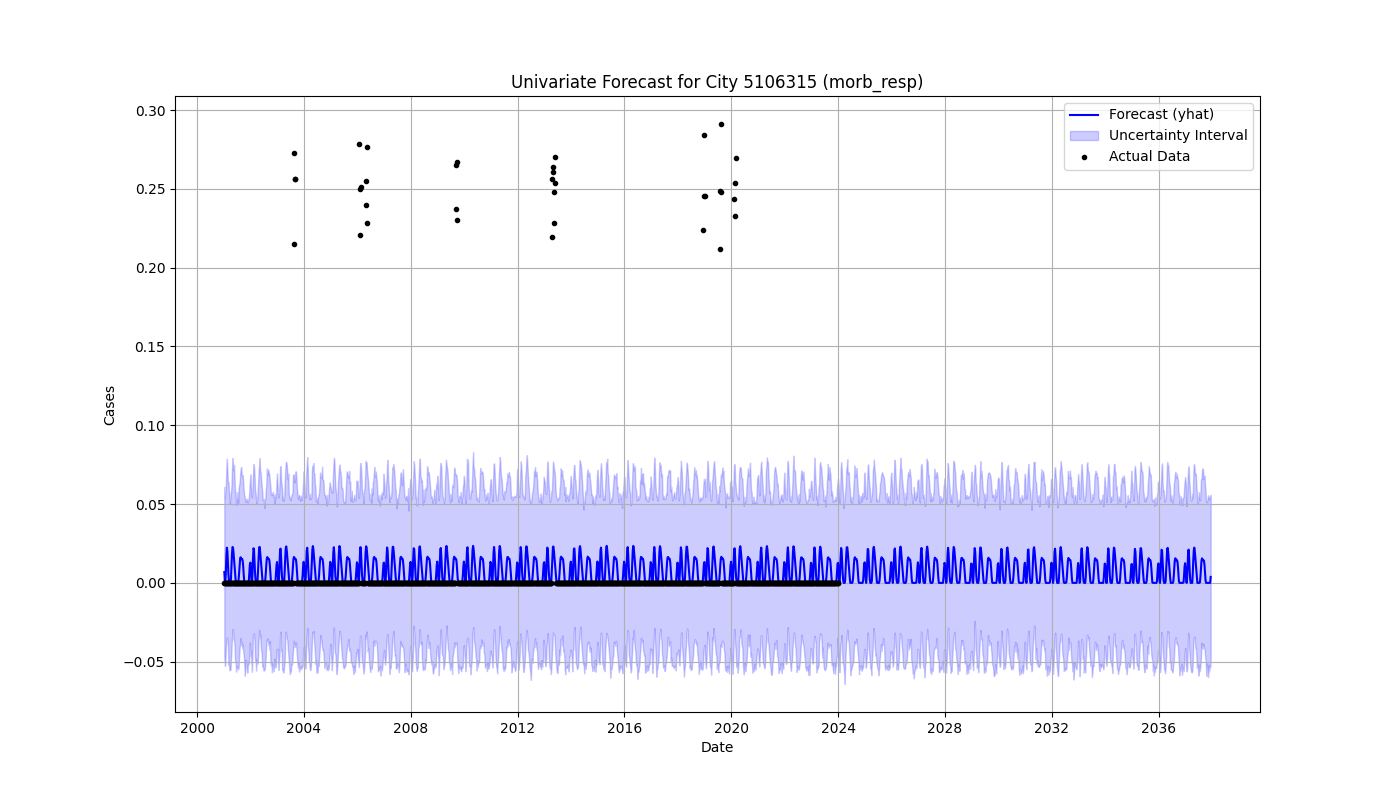 Univariate Forecast for City 5106315 (morb_resp)
Forecast (yhat)
Uncertainty Interval
Actual Data
Cases
0.30
0.25
0.20
0.15
0.10
0.05
0.00
−0.05
2000 2004 2008 2012 2016 2020 2024 2028 2032 2036
Date